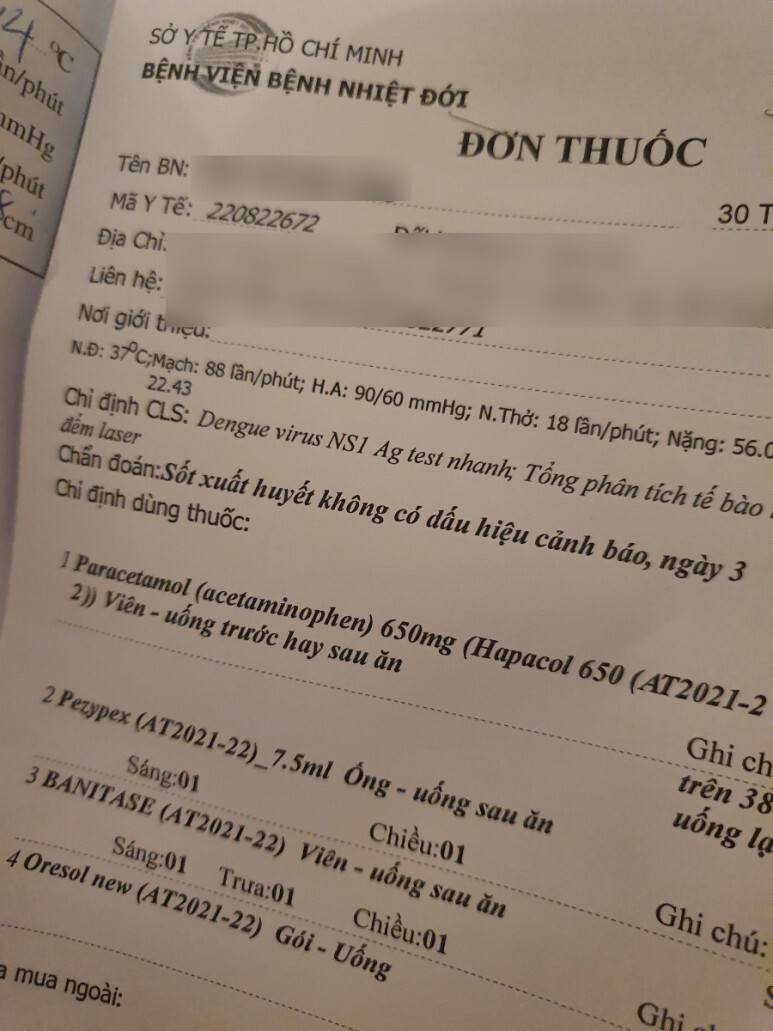 4 °C
SỞ Y TẾ TP.HỒ CHÍ MINH
BỆNH VIỆN BỆNH NHIỆT ĐỚI
ĐƠN THUỐC
ần/phút
mmHg
/phút
cm
Tên BN:
30 T
Mã Y Tế: 220822672
Địa Chỉ:
Liên hệ:
Nơi giới thiệu:
N.Đ: 37⁰C;Mạch: 88 lần/phút; H.A: 90/60 mmHg; N.Thở: 18 lần/phút; Nặng: 56.0
22.43
Chỉ định CLS: Dengue virus NS1 Ag test nhanh; Tổng phân tích tế bào
đếm laser
Chẩn đoán:Sốt xuất huyết không có dấu hiệu cảnh báo, ngày 3
Chỉ định dùng thuốc:
1 Paracetamol (acetaminophen) 650mg (Hapacol 650 (AT2021-2
2)) Viên - uống trước hay sau ăn
Ghi ch
trên 38
uống lạ
2 Pezypex (AT2021-22)_7.5ml Ống - uống sau ăn
Sáng:01 Chiều:01
Ghi chú:
3 BANITASE (AT2021-22) Viên - uống sau ăn
Sáng:01 Trưa:01 Chiều:01
Ghi ch
4 Oresol new (AT2021-22) Gói - Uống
a mua ngoài: